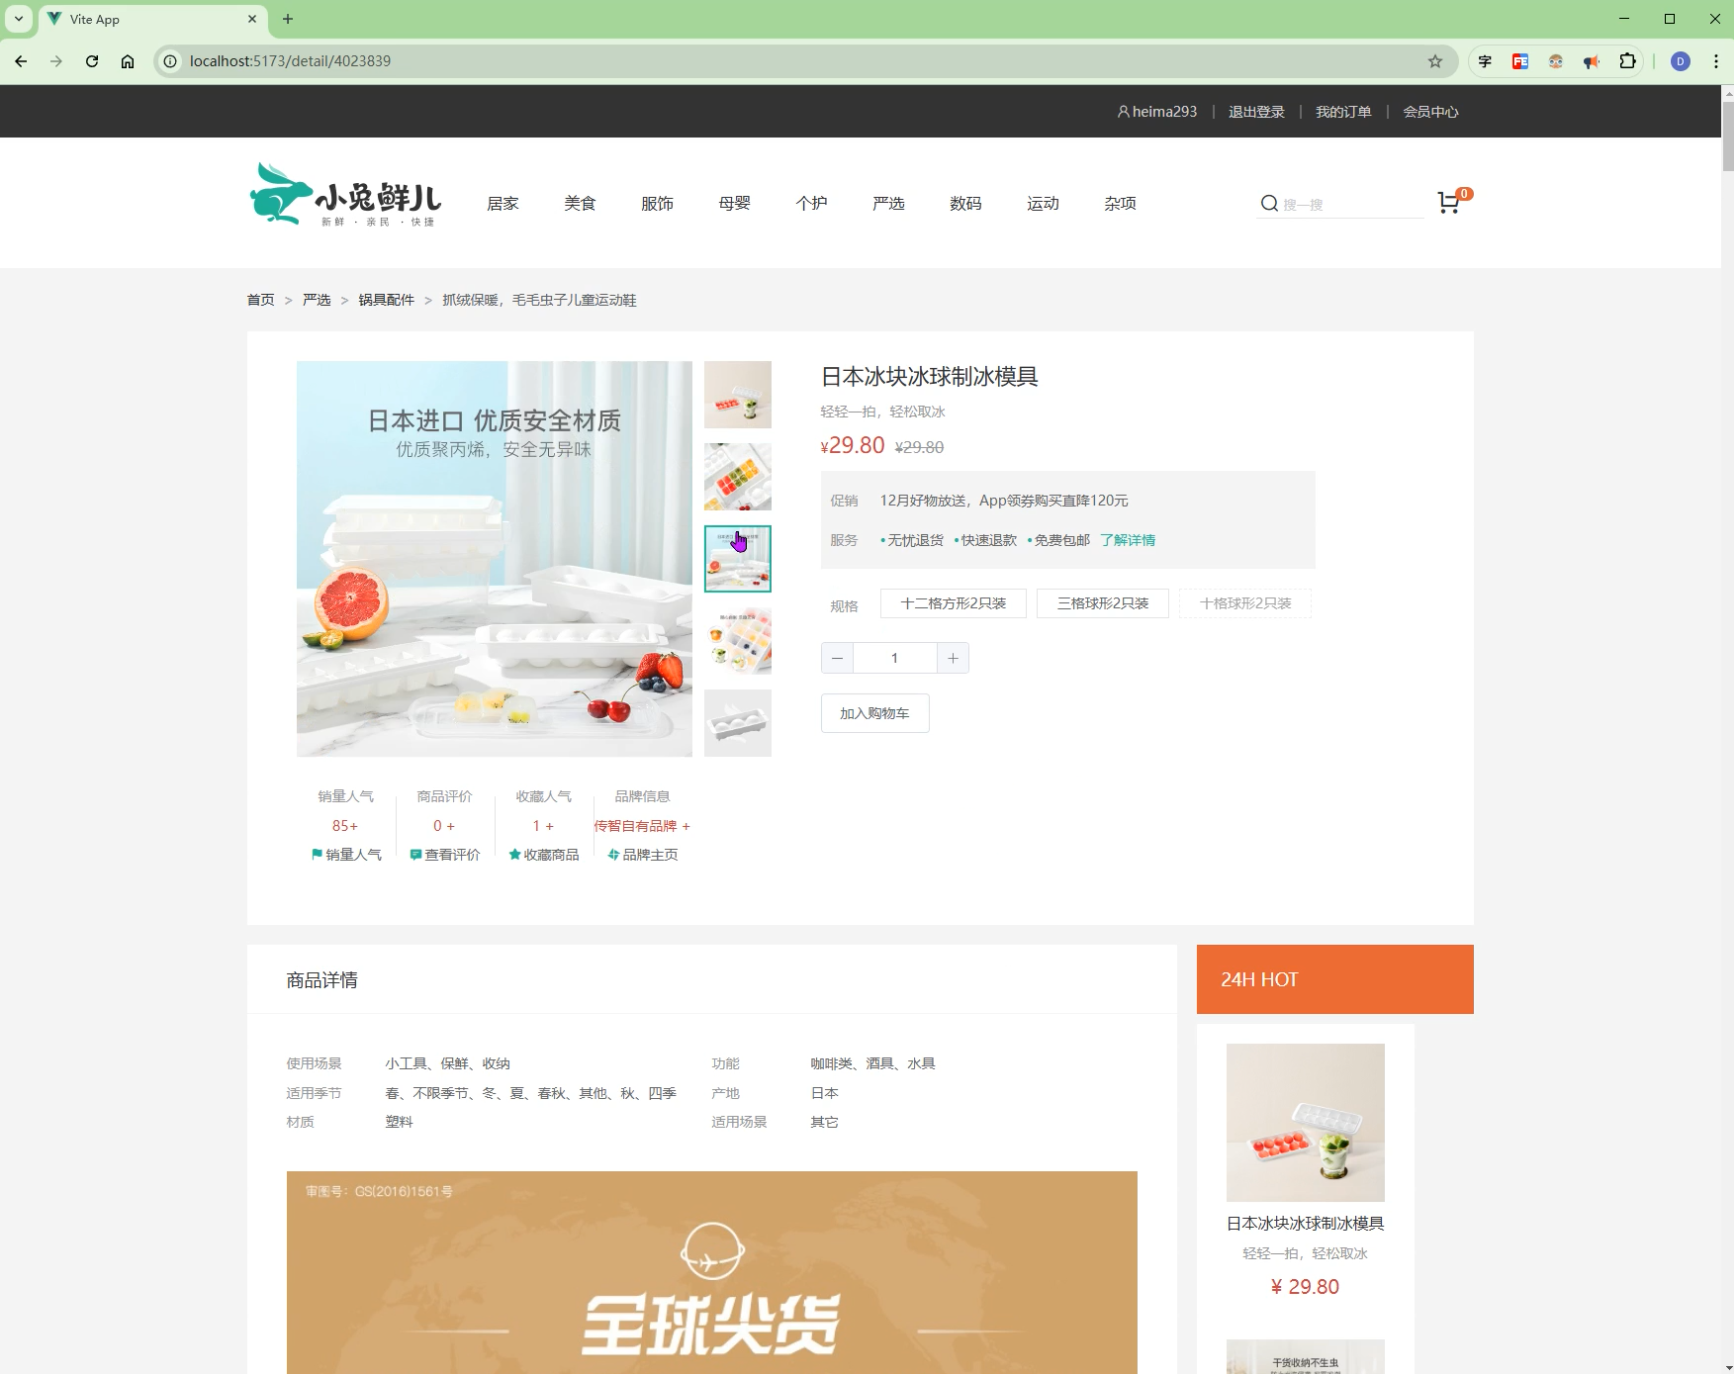 Vite App
localhost:5173/detail/4023839
字
FE
D
heima293
退出登录
我的订单
会员中心
小兔鲜儿
新鲜 · 亲民 · 快捷
居家
美食
服饰
母婴
个护
严选
数码
运动
杂项
搜一搜
0
首页 > 严选 > 锅具配件 > 抓绒保暖，毛毛虫子儿童运动鞋
日本进口 优质安全材质
优质聚丙烯，安全无异味
日本冰块冰球制冰模具
轻轻一拍，轻松取冰
¥29.80 ¥29.80
促销 12月好物放送，App领券购买直降120元
服务 •无忧退货 •快速退款 •免费包邮 了解详情
规格 十二格方形2只装 三格球形2只装 十格球形2只装
− 1 +
加入购物车
销量人气 商品评价 收藏人气 品牌信息
85+ 0 + 1 + 传智自有品牌 +
销量人气 查看评价 收藏商品 品牌主页
商品详情
使用场景 小工具、保鲜、收纳 功能 咖啡类、酒具、水具
适用季节 春、不限季节、冬、夏、春秋、其他、秋、四季 产地 日本
材质 塑料 适用场景 其它
审图号：GS(2016)1561号
全球尖货
24H HOT
日本冰块冰球制冰模具
轻轻一拍，轻松取冰
¥ 29.80
干货收纳不生虫